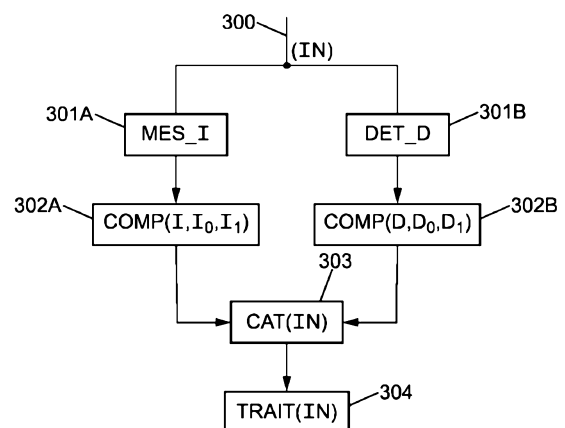 300
(IN)
301A
MES_I
DET_D
301B
302A
COMP(I,I₀,I₁)
COMP(D,D₀,D₁)
302B
303
CAT(IN)
TRAIT(IN)
304